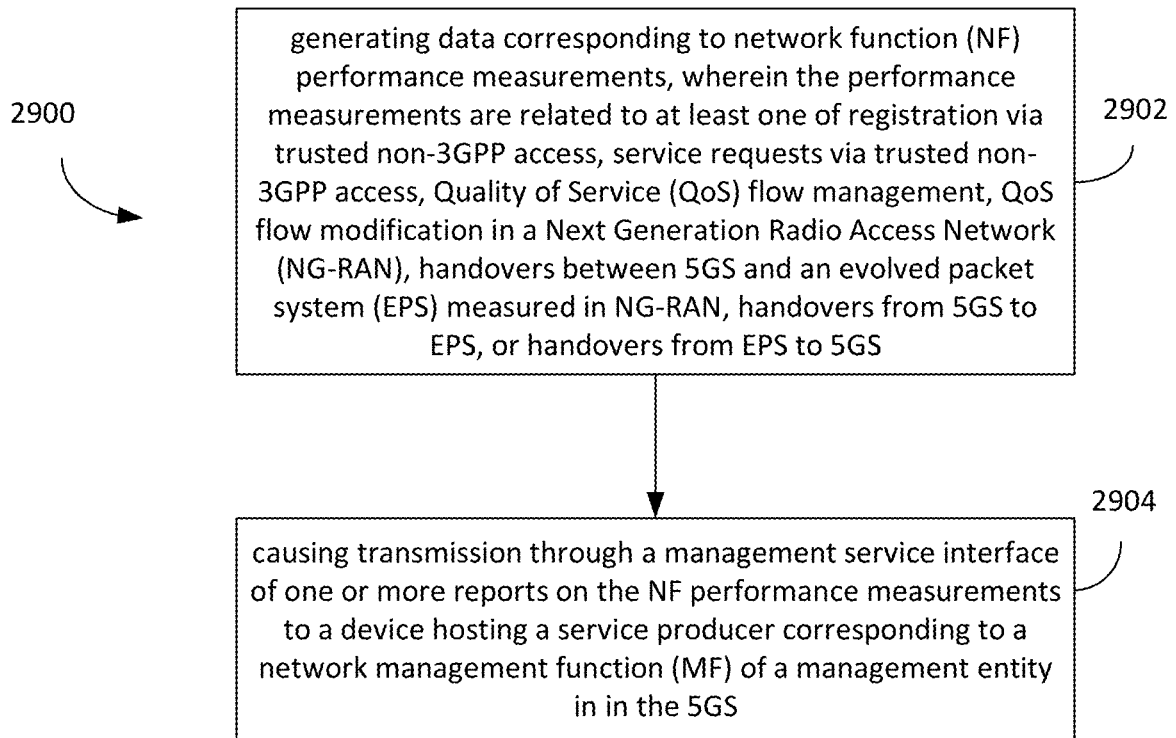 2900
generating data corresponding to network function (NF)
performance measurements, wherein the performance
measurements are related to at least one of registration via
trusted non-3GPP access, service requests via trusted non-
3GPP access, Quality of Service (QoS) flow management, QoS
flow modification in a Next Generation Radio Access Network
(NG-RAN), handovers between 5GS and an evolved packet
system (EPS) measured in NG-RAN, handovers from 5GS to
EPS, or handovers from EPS to 5GS
2902
causing transmission through a management service interface
of one or more reports on the NF performance measurements
to a device hosting a service producer corresponding to a
network management function (MF) of a management entity
in in the 5GS
2904